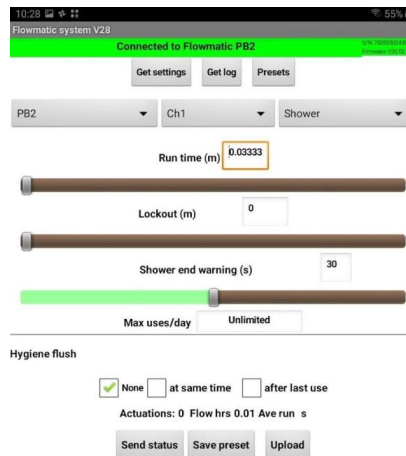 10:28 55%
Flowmatic system V28
Connected to Flowmatic PB2
Get settings Get log Presets
PB2 Ch1 Shower
Run time (m) 0.03333
Lockout (m) 0
Shower end warning (s) 30
Max uses/day Unlimited
Hygiene flush
None at same time after last use
Actuations: 0 Flow hrs 0.01 Ave run s
Send status Save preset Upload